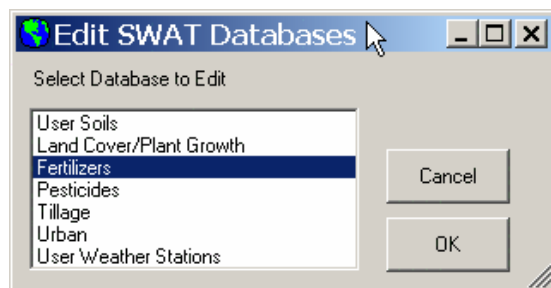 Edit SWAT Databases
Select Database to Edit
User Soils
Land Cover/Plant Growth
Fertilizers
Pesticides
Tillage
Urban
User Weather Stations
Cancel
OK